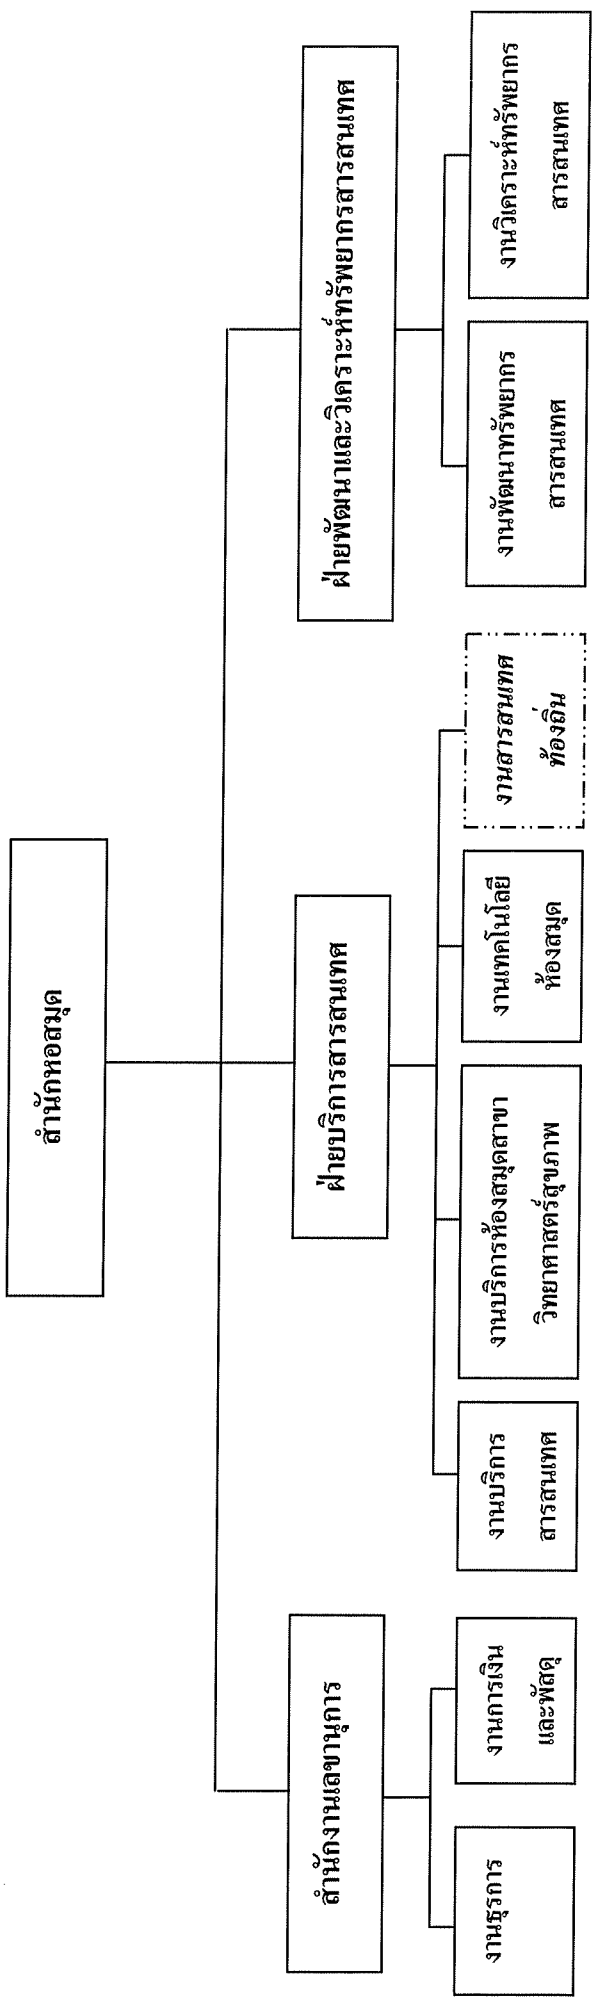 สำนักหอสมุด
สำนักงานเลขานุการ
ฝ่ายบริการสารสนเทศ
ฝ่ายพัฒนาและวิเคราะห์ทรัพยากรสารสนเทศ
งานธุรการ
งานการเงิน
และพัสดุ
งานบริการ
สารสนเทศ
งานบริการห้องสมุดสาขา
วิทยาศาสตร์สุขภาพ
งานเทคโนโลยี
ห้องสมุด
งานสารสนเทศ
ท้องถิ่น
งานพัฒนาทรัพยากร
สารสนเทศ
งานวิเคราะห์ทรัพยากร
สารสนเทศ